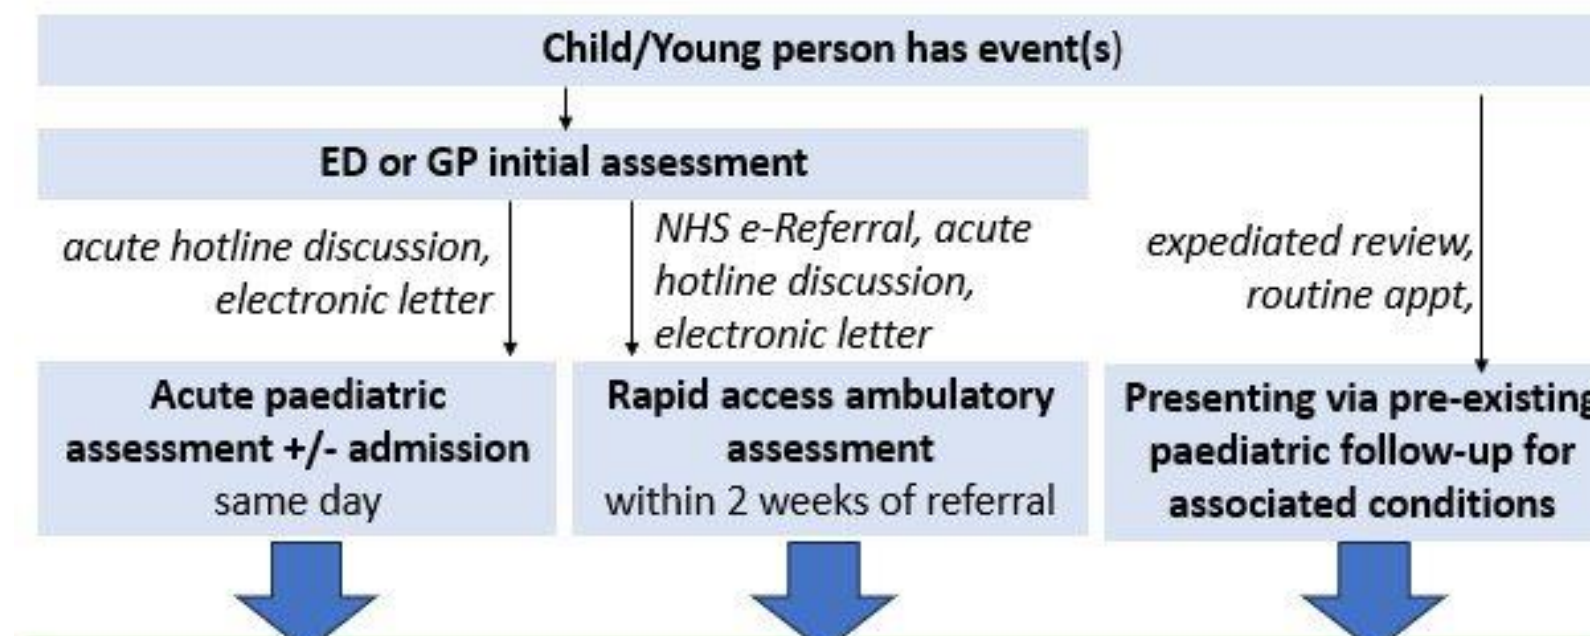 Child/Young person has event(s)
ED or GP initial assessment
acute hotline discussion,
electronic letter
NHS e-Referral, acute
hotline discussion,
electronic letter
expediated review,
routine appt,
Acute paediatric
assessment +/- admission
same day
Rapid access ambulatory
assessment
within 2 weeks of referral
Presenting via pre-existing
paediatric follow-up for
associated conditions